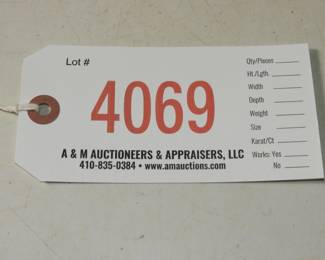 Lot #
4069
A & M AUCTIONEERS & APPRAISERS, LLC
410-835-0384 • www.amauctions.com
Qty/Pieces
Ht./Lgth.
Width
Depth
Weight
Size
Karat/Ct
Works: Yes
No